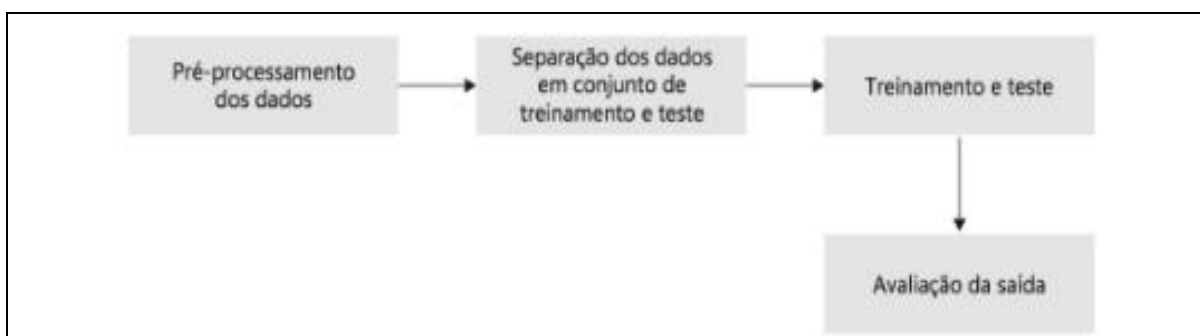 Pré-processamento
dos dados
Separação dos dados
em conjunto de
treinamento e teste
Treinamento e teste
Avaliação da saída